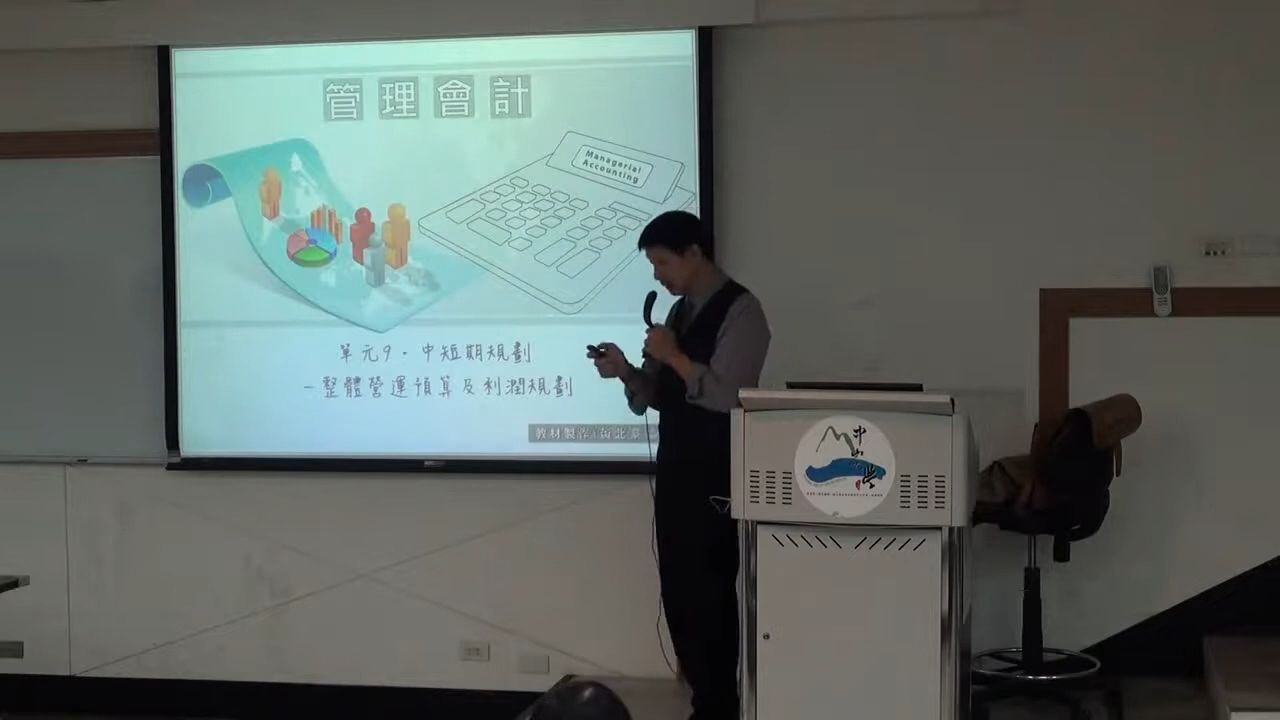 管理會計
Managerial
Accounting
單元9．中短期規劃
－整體營運預算及利潤規劃
教材製作